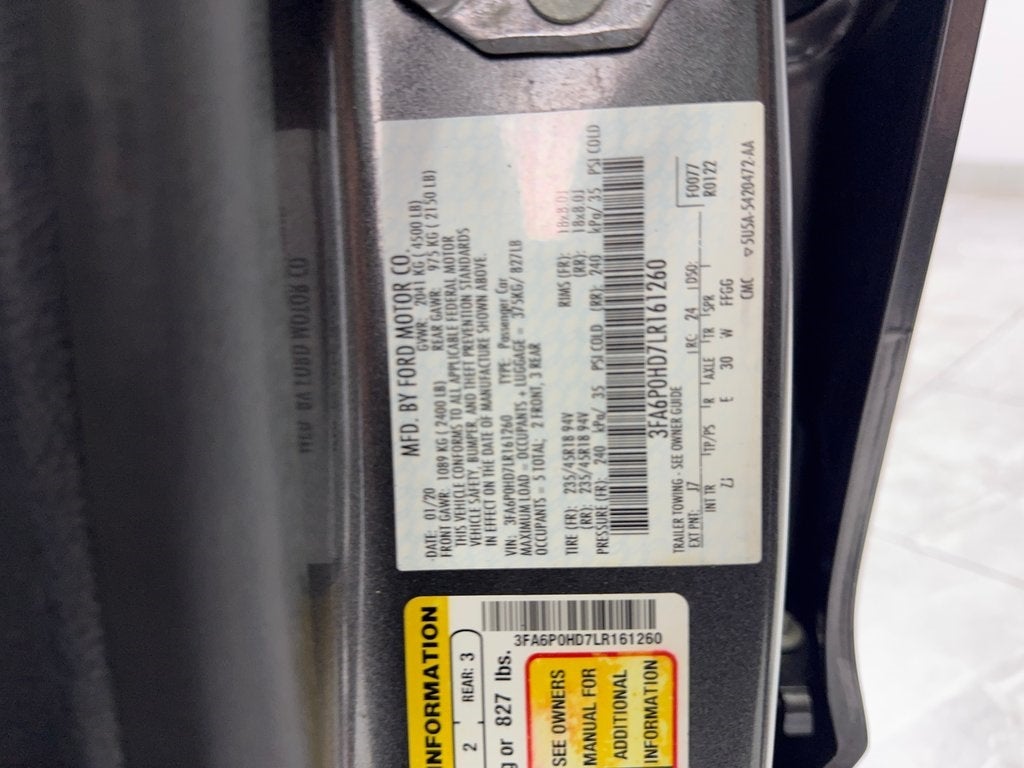 MFD. BY FORD MOTOR CO.
DATE: 01/20 GVWR: 2041 KG ( 4500 LB)
FRONT GAWR: 1089 KG ( 2400 LB) REAR GAWR: 975 KG ( 2150 LB)
THIS VEHICLE CONFORMS TO ALL APPLICABLE FEDERAL MOTOR
VEHICLE SAFETY, BUMPER, AND THEFT PREVENTION STANDARDS
IN EFFECT ON THE DATE OF MANUFACTURE SHOWN ABOVE.
VIN: 3FA6P0HD7LR161260 TYPE: Passenger Car
MAXIMUM LOAD = OCCUPANTS + LUGGAGE = 375KG/ 827LB
OCCUPANTS = 5 TOTAL; 2 FRONT, 3 REAR
TIRE (FR): 235/45R18 94V RIMS (FR): 18x8.0J
(RR): 235/45R18 94V (RR): 18x8.0J
PRESSURE (FR): 240 kPa/ 35 PSI COLD (RR): 240 kPa/ 35 PSI COLD
3FA6P0HD7LR161260
TRAILER TOWING - SEE OWNER GUIDE
EXT PNT: J7 RC: 24 DSO: F0077
INT TR TP/PS R AXLE TR SPR R0122
ZJ E 30 W FFGG
CMC 5U5A-5420472-AA
INFORMATION
2 REAR: 3
g or 827 lbs.
3FA6P0HD7LR161260
SEE OWNERS
MANUAL FOR
ADDITIONAL
INFORMATION